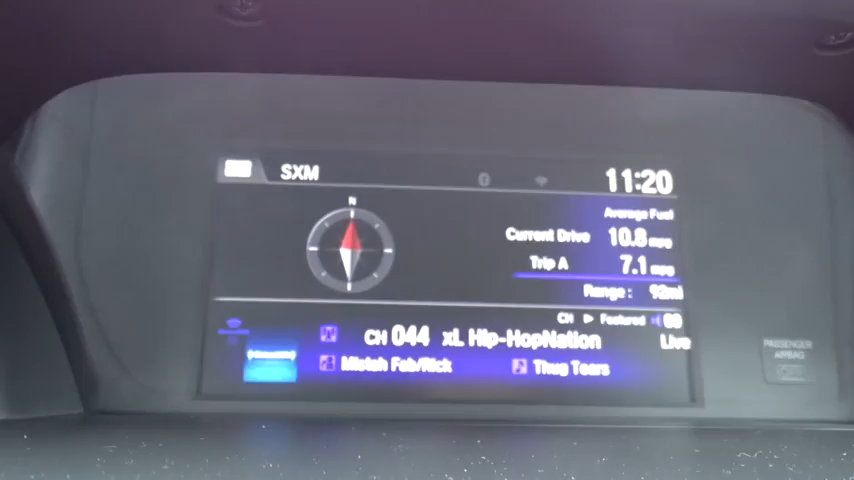 SXM
11:20
N
Average Fuel
Current Drive 10.8 mpg
Trip A 7.1 mpg
Range: 92mi
CH Featured
CH 044 xL Hip-HopNation Live
Mistah Fab/Rick Thug Tears
PASSENGER
AIRBAG